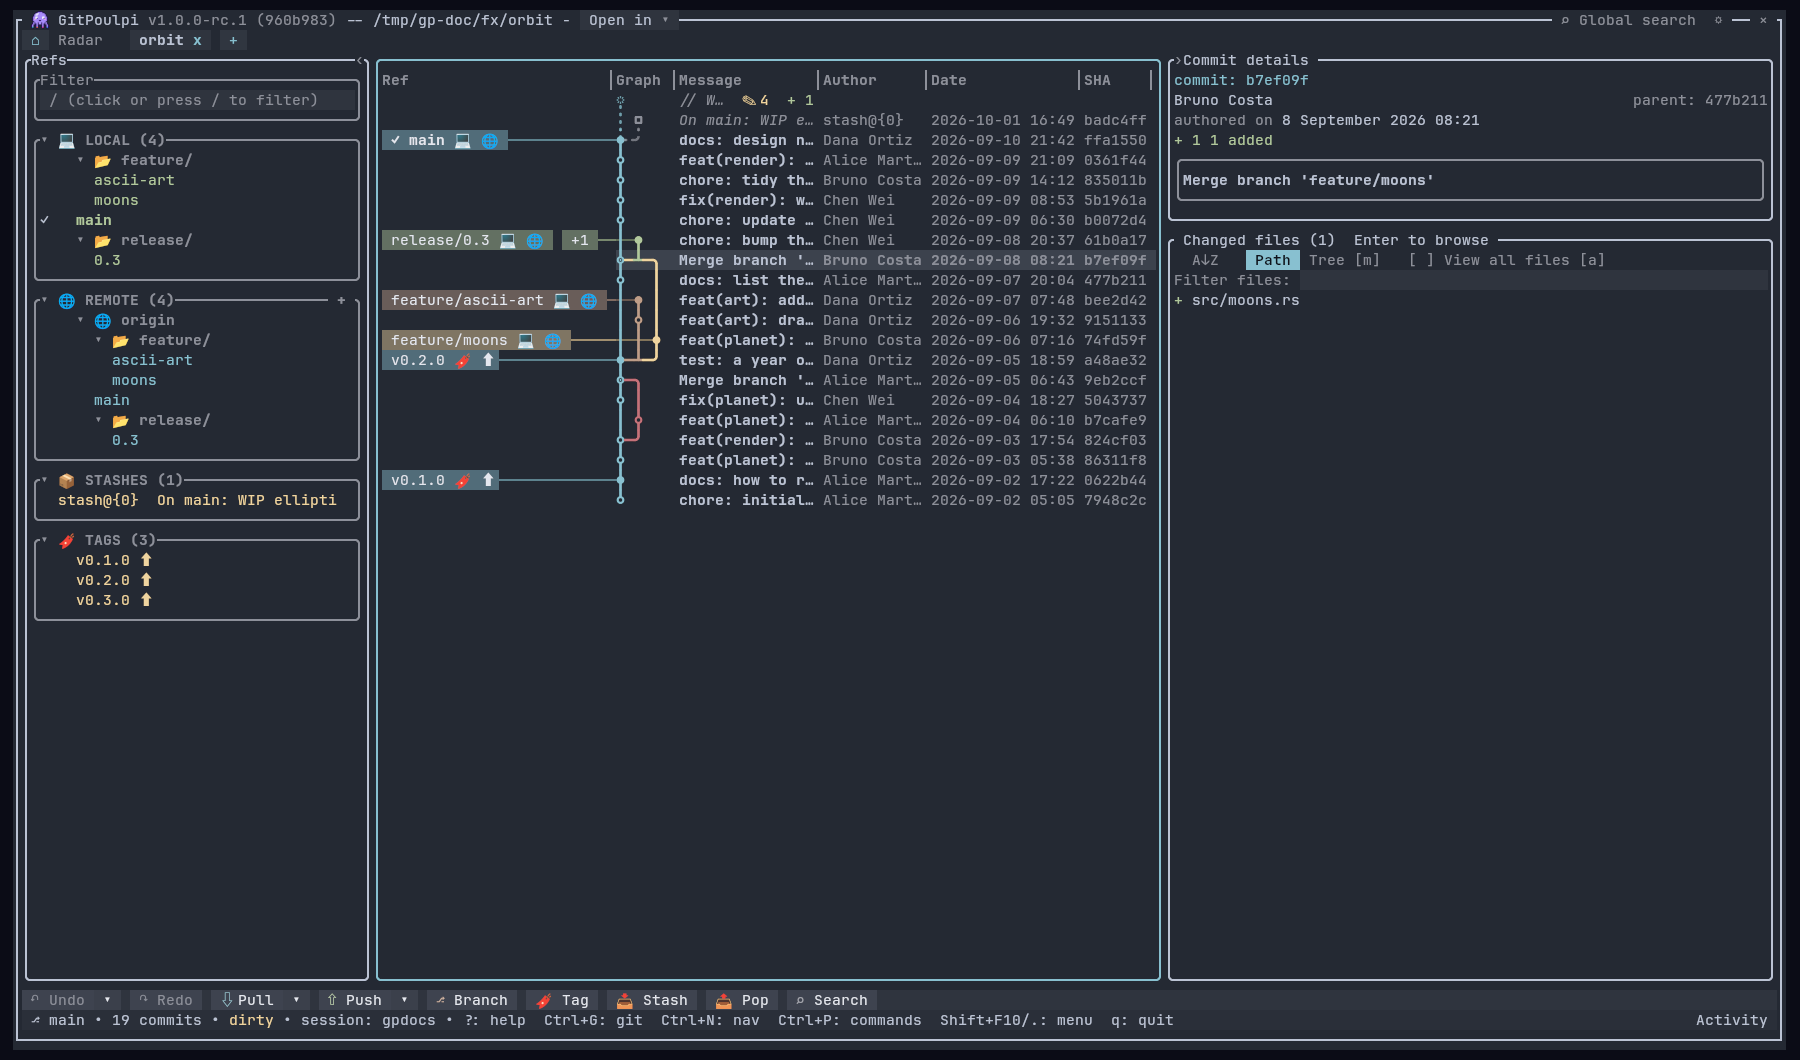 GitPoulpi v1.0.0-rc.1 (960b983) —— /tmp/gp-doc/fx/orbit - Open in ▾ Global search
Radar orbit x +
Refs
Filter
/ (click or press / to filter)
LOCAL (4)
feature/
ascii-art
moons
✓ main
release/
0.3
REMOTE (4) +
origin
feature/
ascii-art
moons
main
release/
0.3
STASHES (1)
stash@{0} On main: WIP ellipti
TAGS (3)
v0.1.0
v0.2.0
v0.3.0
Ref Graph Message Author Date SHA
// W… 4 + 1
On main: WIP e… stash@{0} 2026-10-01 16:49 badc4ff
✓ main docs: design n… Dana Ortiz 2026-09-10 21:42 ffa1550
feat(render): … Alice Mart… 2026-09-09 21:09 0361f44
chore: tidy th… Bruno Costa 2026-09-09 14:12 835011b
fix(render): w… Chen Wei 2026-09-09 08:53 5b1961a
chore: update … Chen Wei 2026-09-09 06:30 b0072d4
release/0.3 +1 chore: bump th… Chen Wei 2026-09-08 20:37 61b0a17
Merge branch '… Bruno Costa 2026-09-08 08:21 b7ef09f
docs: list the… Alice Mart… 2026-09-07 20:04 477b211
feature/ascii-art feat(art): add… Dana Ortiz 2026-09-07 07:48 bee2d42
feat(art): dra… Dana Ortiz 2026-09-06 19:32 9151133
feature/moons feat(planet): … Bruno Costa 2026-09-06 07:16 74fd59f
v0.2.0 test: a year o… Dana Ortiz 2026-09-05 18:59 a48ae32
Merge branch '… Alice Mart… 2026-09-05 06:43 9eb2ccf
fix(planet): u… Chen Wei 2026-09-04 18:27 5043737
feat(planet): … Alice Mart… 2026-09-04 06:10 b7cafe9
feat(render): … Bruno Costa 2026-09-03 17:54 824cf03
feat(planet): … Bruno Costa 2026-09-03 05:38 86311f8
v0.1.0 docs: how to r… Alice Mart… 2026-09-02 17:22 0622b44
chore: initial… Alice Mart… 2026-09-02 05:05 7948c2c
Commit details
commit: b7ef09f
Bruno Costa parent: 477b211
authored on 8 September 2026 08:21
+ 1 1 added
Merge branch 'feature/moons'
Changed files (1) Enter to browse
A↓Z Path Tree [m] [ ] View all files [a]
Filter files:
+ src/moons.rs
Undo ▾ Redo Pull ▾ Push ▾ Branch Tag Stash Pop Search
main • 19 commits • dirty • session: gpdocs • ?: help Ctrl+G: git Ctrl+N: nav Ctrl+P: commands Shift+F10/.: menu q: quit Activity